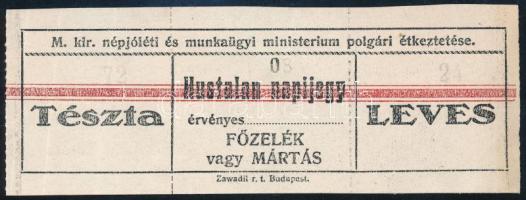 M. kir. népjóléti és munkaügyi ministerium polgári étkeztetése.
0
Hustalan napijegy
Tészta
érvényes
LEVES
FŐZELÉK
vagy MÁRTÁS
Zawadil r. t. Budapest.